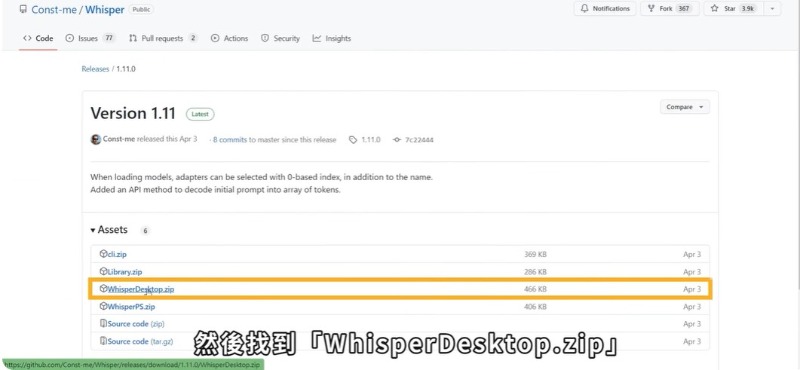 Const-me / Whisper Public
Notifications Fork 367 Star 3.9k
Code Issues 77 Pull requests 2 Actions Security Insights
Releases / 1.11.0
Version 1.11 Latest
Compare
Const-me released this Apr 3 · 8 commits to master since this release 1.11.0 7c22444
When loading models, adapters can be selected with 0-based index, in addition to the name.
Added an API method to decode initial prompt into array of tokens.
Assets 6
cli.zip 369 KB Apr 3
Library.zip 286 KB Apr 3
WhisperDesktop.zip 466 KB Apr 3
WhisperPS.zip 406 KB Apr 3
Source code (zip) Apr 3
Source code (tar.gz) Apr 3
然後找到「WhisperDesktop.zip」
https://github.com/Const-me/Whisper/releases/download/1.11.0/WhisperDesktop.zip